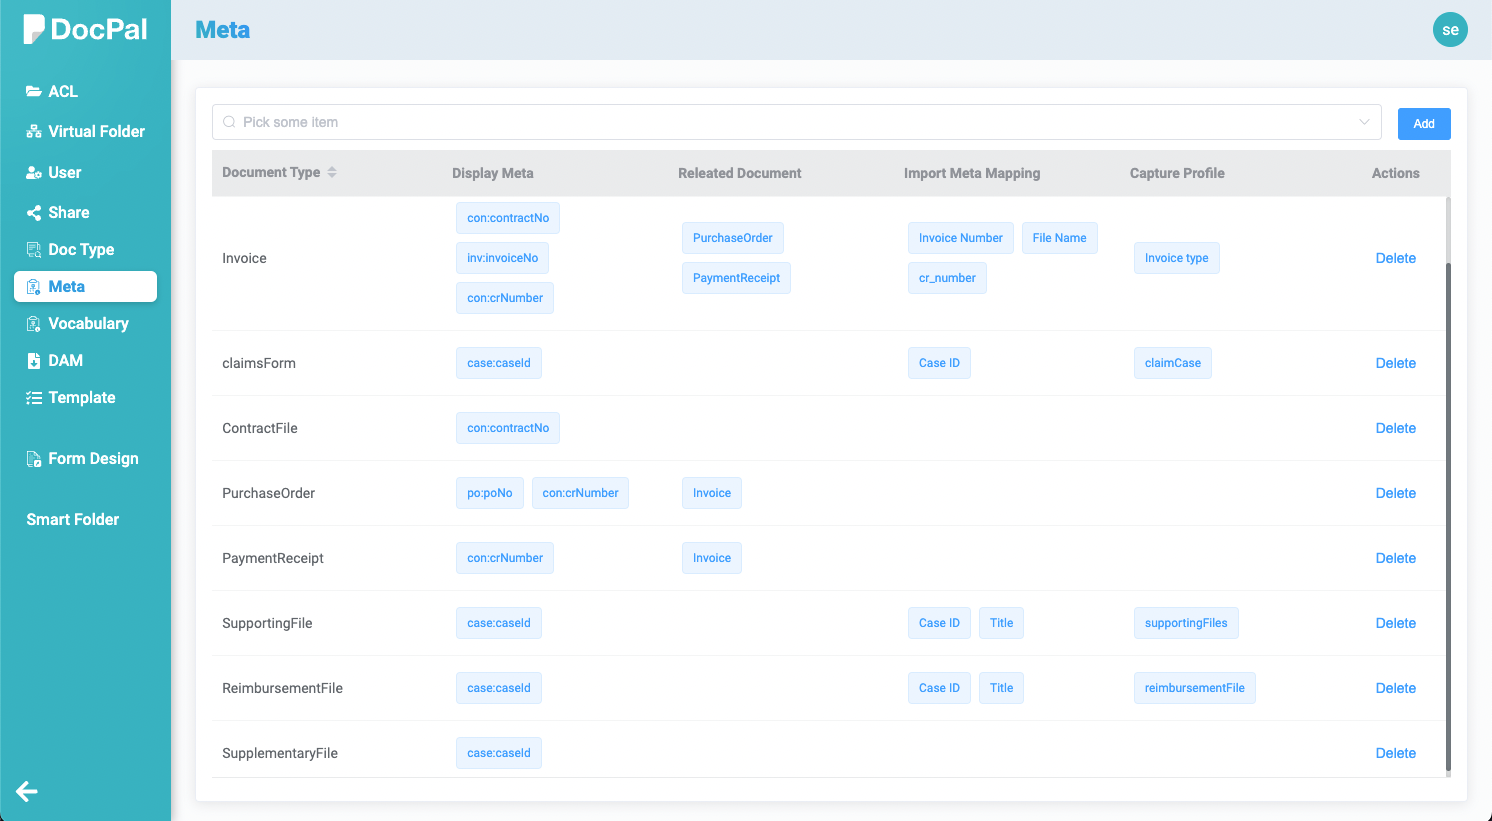 DocPal
Meta
se
ACL
Virtual Folder
User
Share
Doc Type
Meta
Vocabulary
DAM
Template
Form Design
Smart Folder
Pick some item
Add
Document Type Display Meta Releated Document Import Meta Mapping Capture Profile Actions
Invoice con:contractNo inv:invoiceNo con:crNumber PurchaseOrder PaymentReceipt Invoice Number File Name cr_number Invoice type Delete
claimsForm case:caseId Case ID claimCase Delete
ContractFile con:contractNo Delete
PurchaseOrder po:poNo con:crNumber Invoice Delete
PaymentReceipt con:crNumber Invoice Delete
SupportingFile case:caseId Case ID Title supportingFiles Delete
ReimbursementFile case:caseId Case ID Title reimbursementFile Delete
SupplementaryFile case:caseId Delete